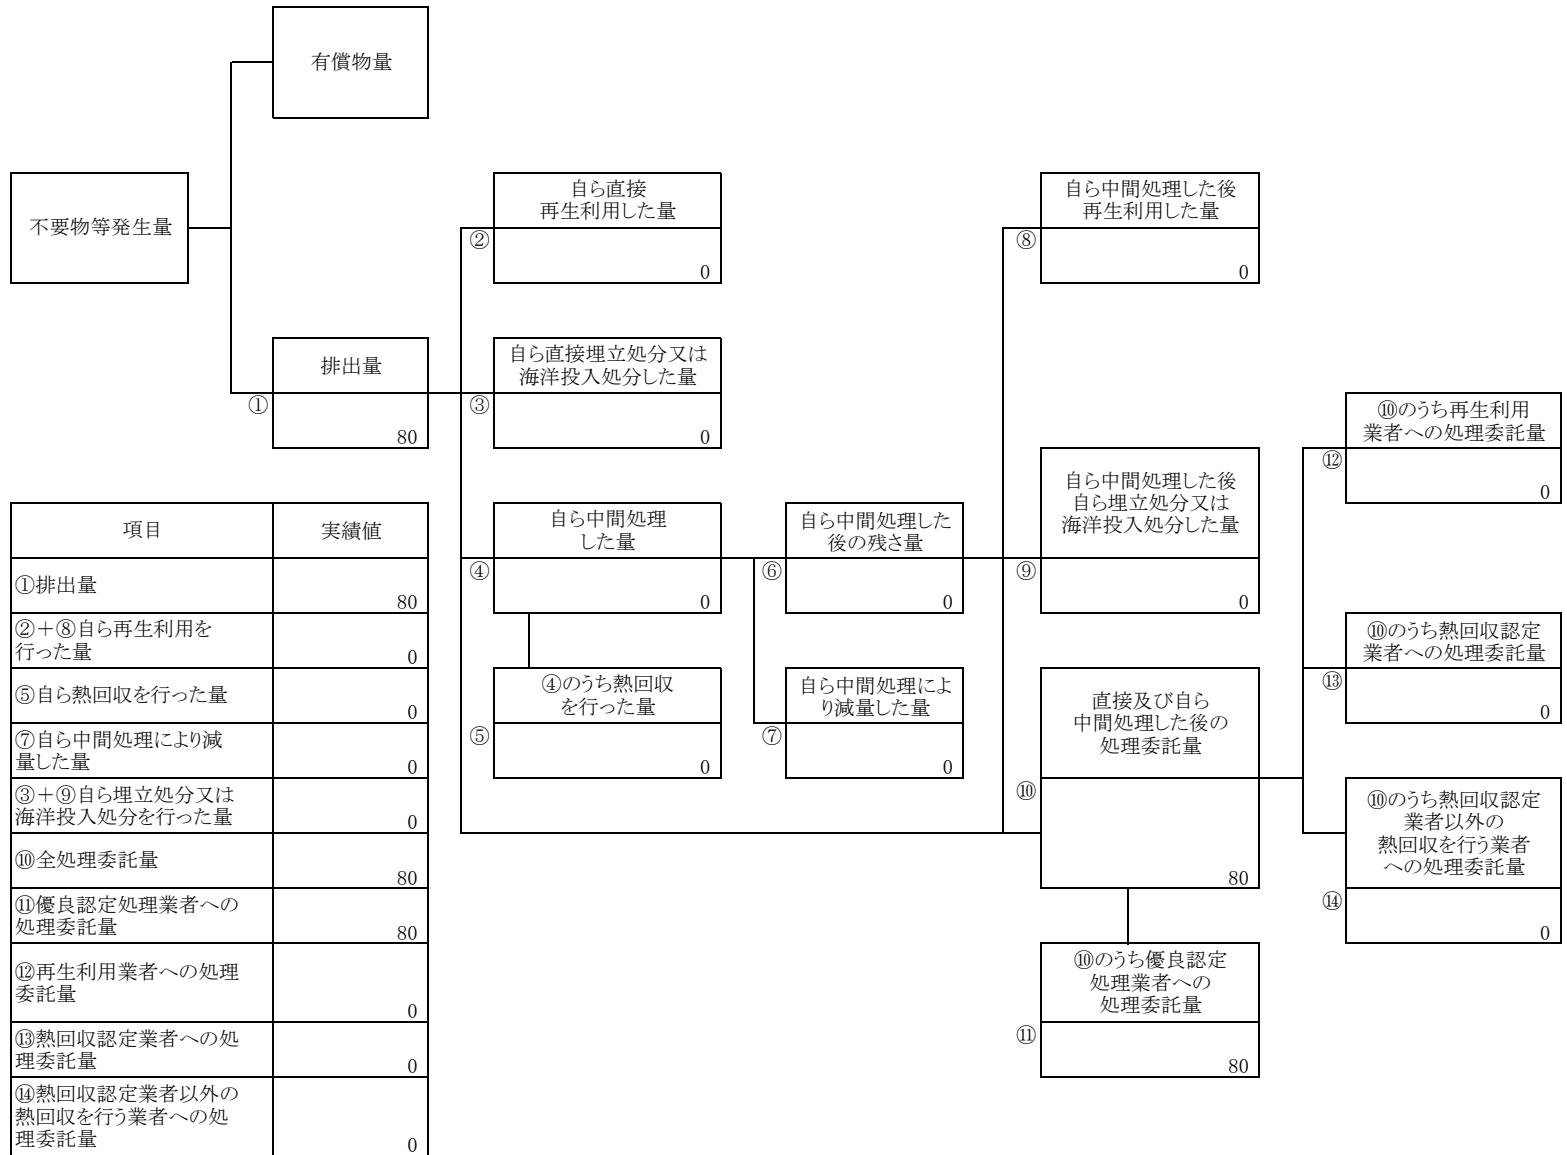 有償物量
不要物等発生量
自ら直接
再生利用した量
②
0
自ら中間処理した後
再生利用した量
⑧
0
排出量
①
80
自ら直接埋立処分又は
海洋投入処分した量
③
0
⑩のうち再生利用
業者への処理委託量
⑫
0
自ら中間処理した後
自ら埋立処分又は
海洋投入処分した量
⑨
0
自ら中間処理
した量
④
0
自ら中間処理した
後の残さ量
⑥
0
⑩のうち熱回収認定
業者への処理委託量
⑬
0
④のうち熱回収
を行った量
⑤
0
自ら中間処理によ
り減量した量
⑦
0
直接及び自ら
中間処理した後の
処理委託量
⑩
80
⑩のうち熱回収認定
業者以外の
熱回収を行う業者
への処理委託量
⑭
0
⑩のうち優良認定
処理業者への
処理委託量
⑪
80
項目 実績値
①排出量
80
②＋⑧自ら再生利用を
行った量 0
⑤自ら熱回収を行った量
0
⑦自ら中間処理により減
量した量 0
③＋⑨自ら埋立処分又は
海洋投入処分を行った量 0
⑩全処理委託量
80
⑪優良認定処理業者への
処理委託量 80
⑫再生利用業者への処理
委託量
0
⑬熱回収認定業者への処
理委託量 0
⑭熱回収認定業者以外の
熱回収を行う業者への処
理委託量 0